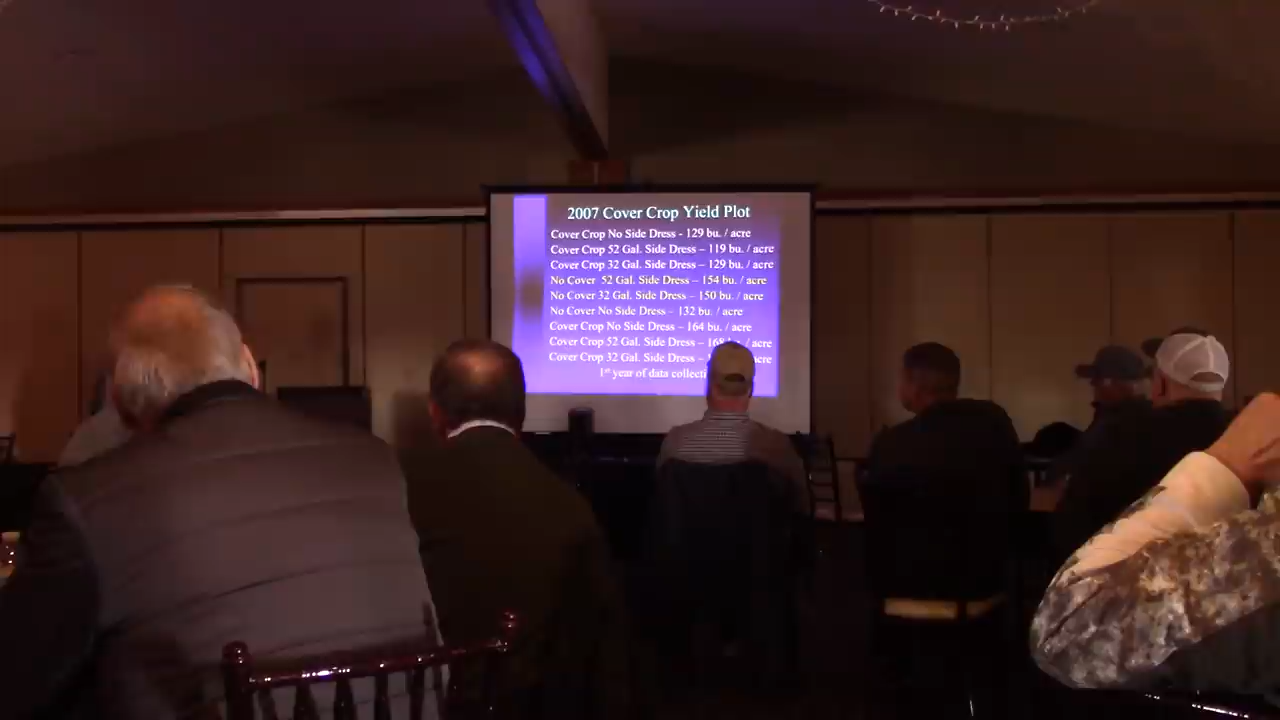 2007 Cover Crop Yield Plot
Cover Crop No Side Dress - 129 bu. / acre
Cover Crop 52 Gal. Side Dress – 119 bu. / acre
Cover Crop 32 Gal. Side Dress – 129 bu. / acre
No Cover 52 Gal. Side Dress – 154 bu. / acre
No Cover 32 Gal. Side Dress – 150 bu. / acre
No Cover No Side Dress – 132 bu. / acre
Cover Crop No Side Dress – 164 bu. / acre
Cover Crop 52 Gal. Side Dress – / acre
Cover Crop 32 Gal. Side Dress – acre
1st year of data